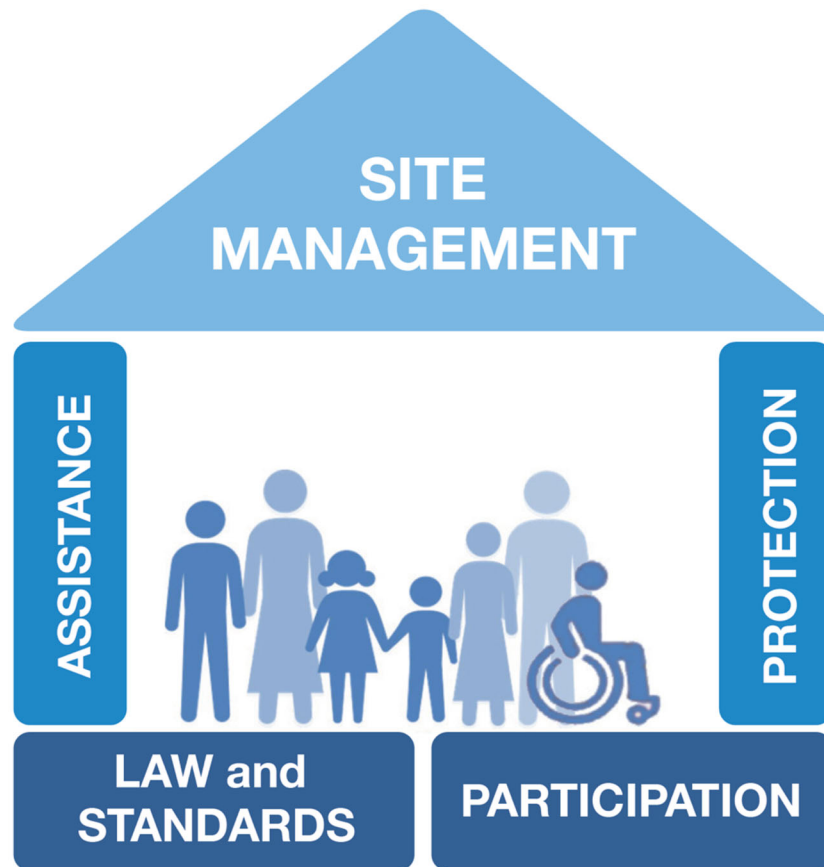 SITE
MANAGEMENT
ASSISTANCE
PROTECTION
LAW and
STANDARDS
PARTICIPATION